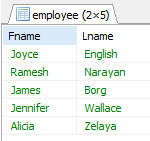 employee (2×5)
Fname Lname
Joyce English
Ramesh Narayan
James Borg
Jennifer Wallace
Alicia Zelaya